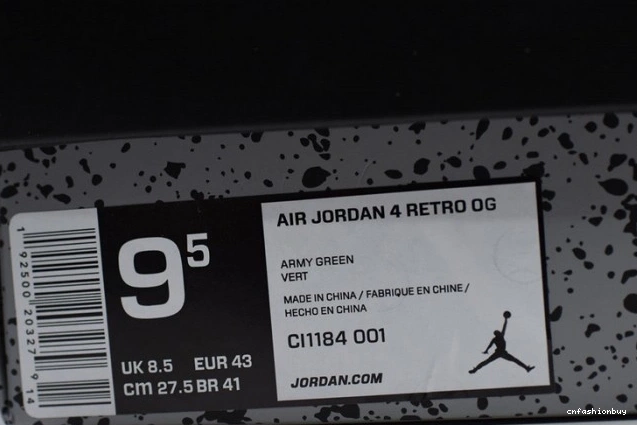 1 92500 20327 9 14
9⁵
UK 8.5 EUR 43
cm 27.5 BR 41
AIR JORDAN 4 RETRO OG
ARMY GREEN
VERT
MADE IN CHINA / FABRIQUE EN CHINE /
HECHO EN CHINA
CI1184 001
JORDAN.COM
cnfashionbuy